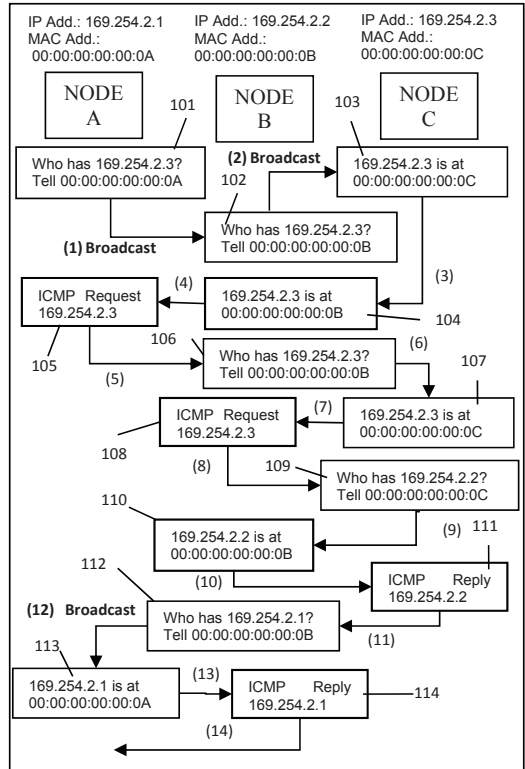 IP Add.: 169.254.2.1
MAC Add.:
00:00:00:00:00:0A
IP Add.: 169.254.2.2
MAC Add.:
00:00:00:00:00:0B
IP Add.: 169.254.2.3
MAC Add.:
00:00:00:00:00:0C
NODE
A
NODE
B
NODE
C
101
103
Who has 169.254.2.3?
Tell 00:00:00:00:00:0A
(2) Broadcast
169.254.2.3 is at
00:00:00:00:00:0C
102
Who has 169.254.2.3?
Tell 00:00:00:00:00:0B
(1) Broadcast
(3)
(4)
ICMP Request
169.254.2.3
169.254.2.3 is at
00:00:00:00:00:0B
104
105
106
(5)
Who has 169.254.2.3?
Tell 00:00:00:00:00:0B
(6)
107
(7)
ICMP Request
169.254.2.3
169.254.2.3 is at
00:00:00:00:00:0C
108
(8)
109
Who has 169.254.2.2?
Tell 00:00:00:00:00:0C
110
169.254.2.2 is at
00:00:00:00:00:0B
(9)
111
(10)
ICMP Reply
169.254.2.2
112
(12) Broadcast
Who has 169.254.2.1?
Tell 00:00:00:00:00:0B
(11)
113
169.254.2.1 is at
00:00:00:00:00:0A
(13)
ICMP Reply
169.254.2.1
114
(14)